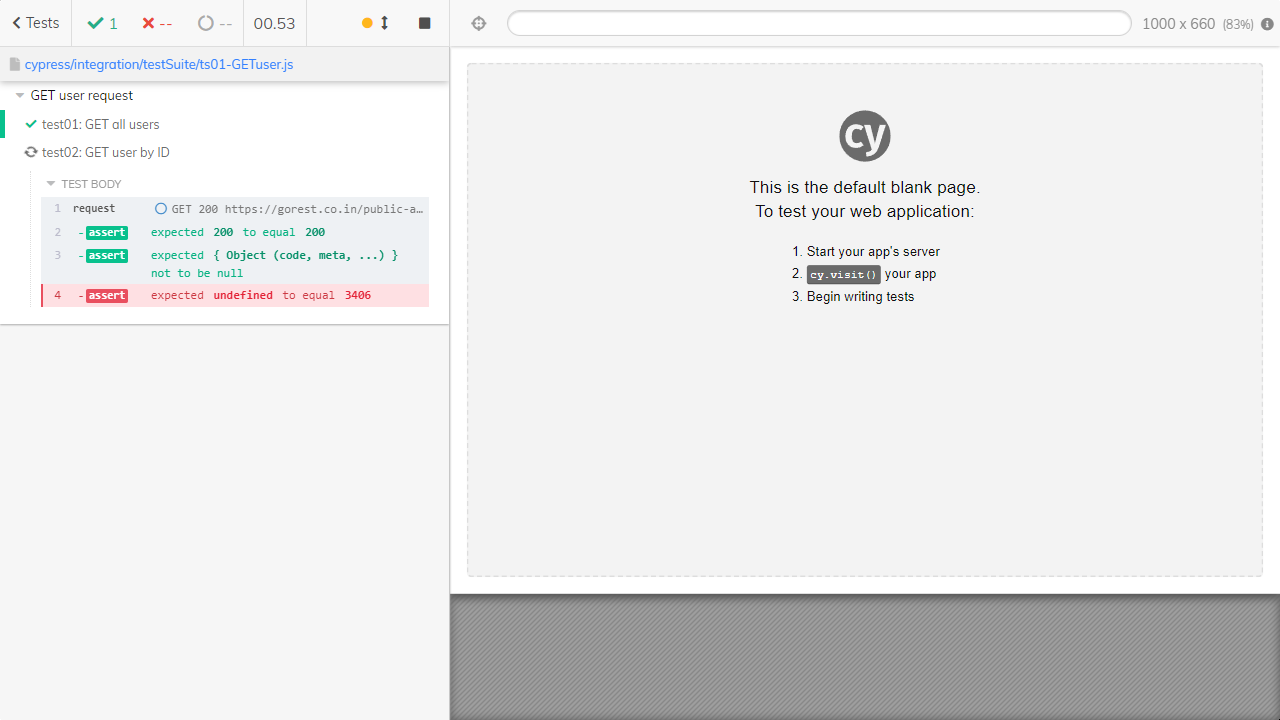 Tests 1 -- -- 00.53 1000 x 660 (83%)
cypress/integration/testSuite/ts01-GETuser.js
GET user request
test01: GET all users
test02: GET user by ID
TEST BODY
1 request GET 200 https://gorest.co.in/public-a…
2 -assert expected 200 to equal 200
3 -assert expected { Object (code, meta, ...) }
not to be null
4 -assert expected undefined to equal 3406
cy
This is the default blank page.
To test your web application:
1. Start your app's server
2. cy.visit() your app
3. Begin writing tests